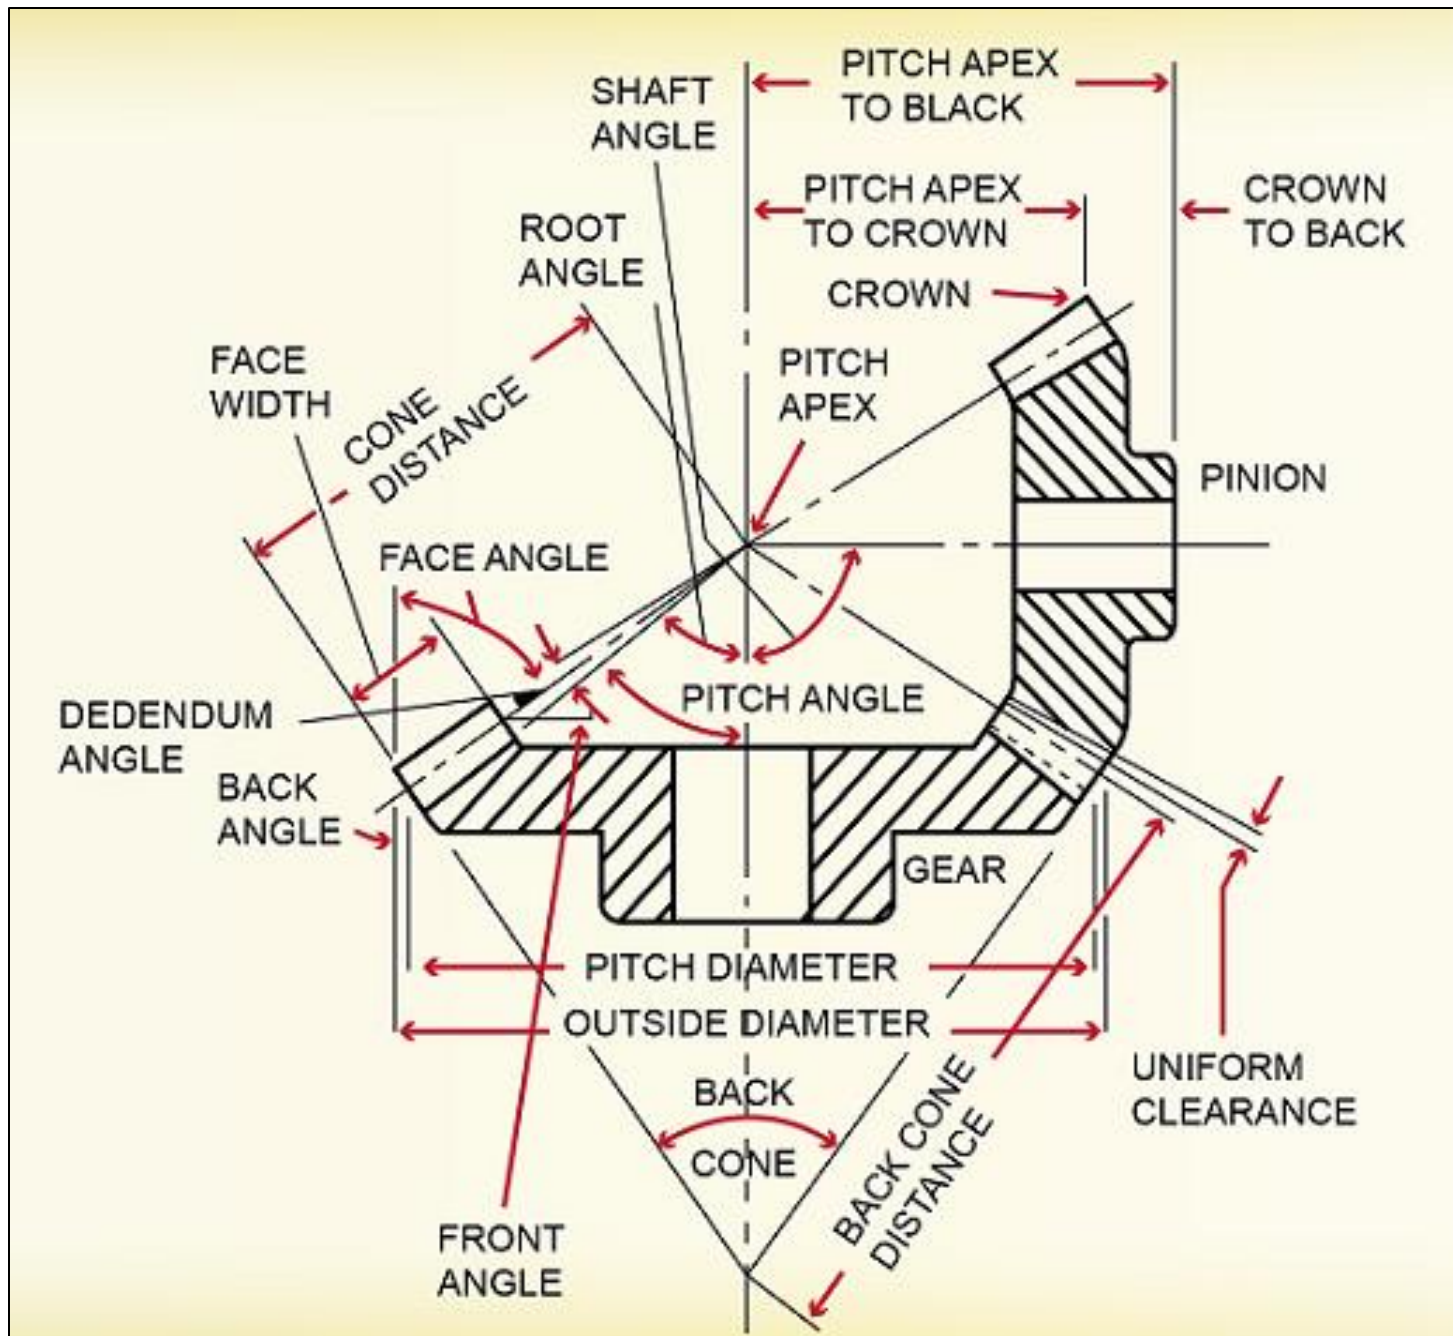 PITCH APEX
TO BLACK
SHAFT
ANGLE
PITCH APEX
TO CROWN
CROWN
TO BACK
ROOT
ANGLE
CROWN
FACE
WIDTH
CONE
DISTANCE
PITCH
APEX
PINION
FACE ANGLE
DEDENDUM
ANGLE
PITCH ANGLE
BACK
ANGLE
GEAR
PITCH DIAMETER
OUTSIDE DIAMETER
UNIFORM
CLEARANCE
BACK
CONE
BACK CONE
DISTANCE
FRONT
ANGLE